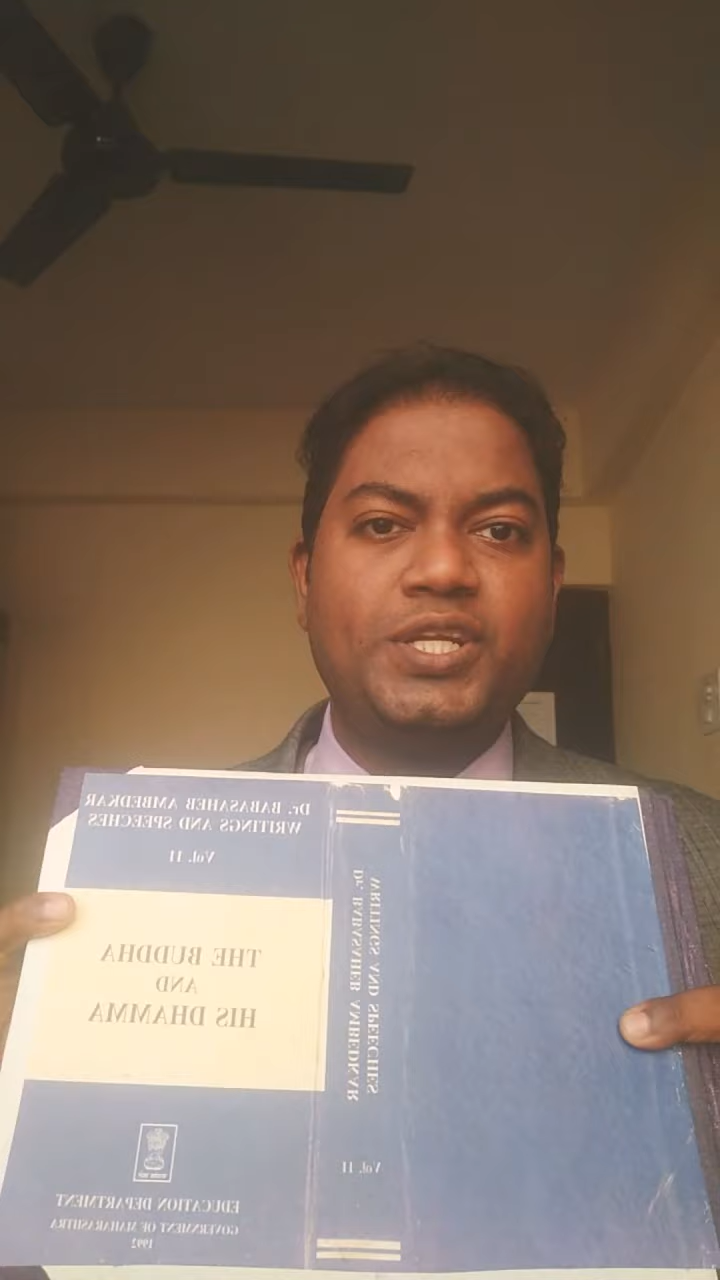 Dr. BABASAHEB AMBEDKAR
WRITINGS AND SPEECHES
Vol. 11
THE BUDDHA
AND
HIS DHAMMA
EDUCATION DEPARTMENT
GOVERNMENT OF MAHARASHTRA
1992
WRITINGS AND SPEECHES
Dr. BABASAHEB AMBEDKAR
Vol. 11